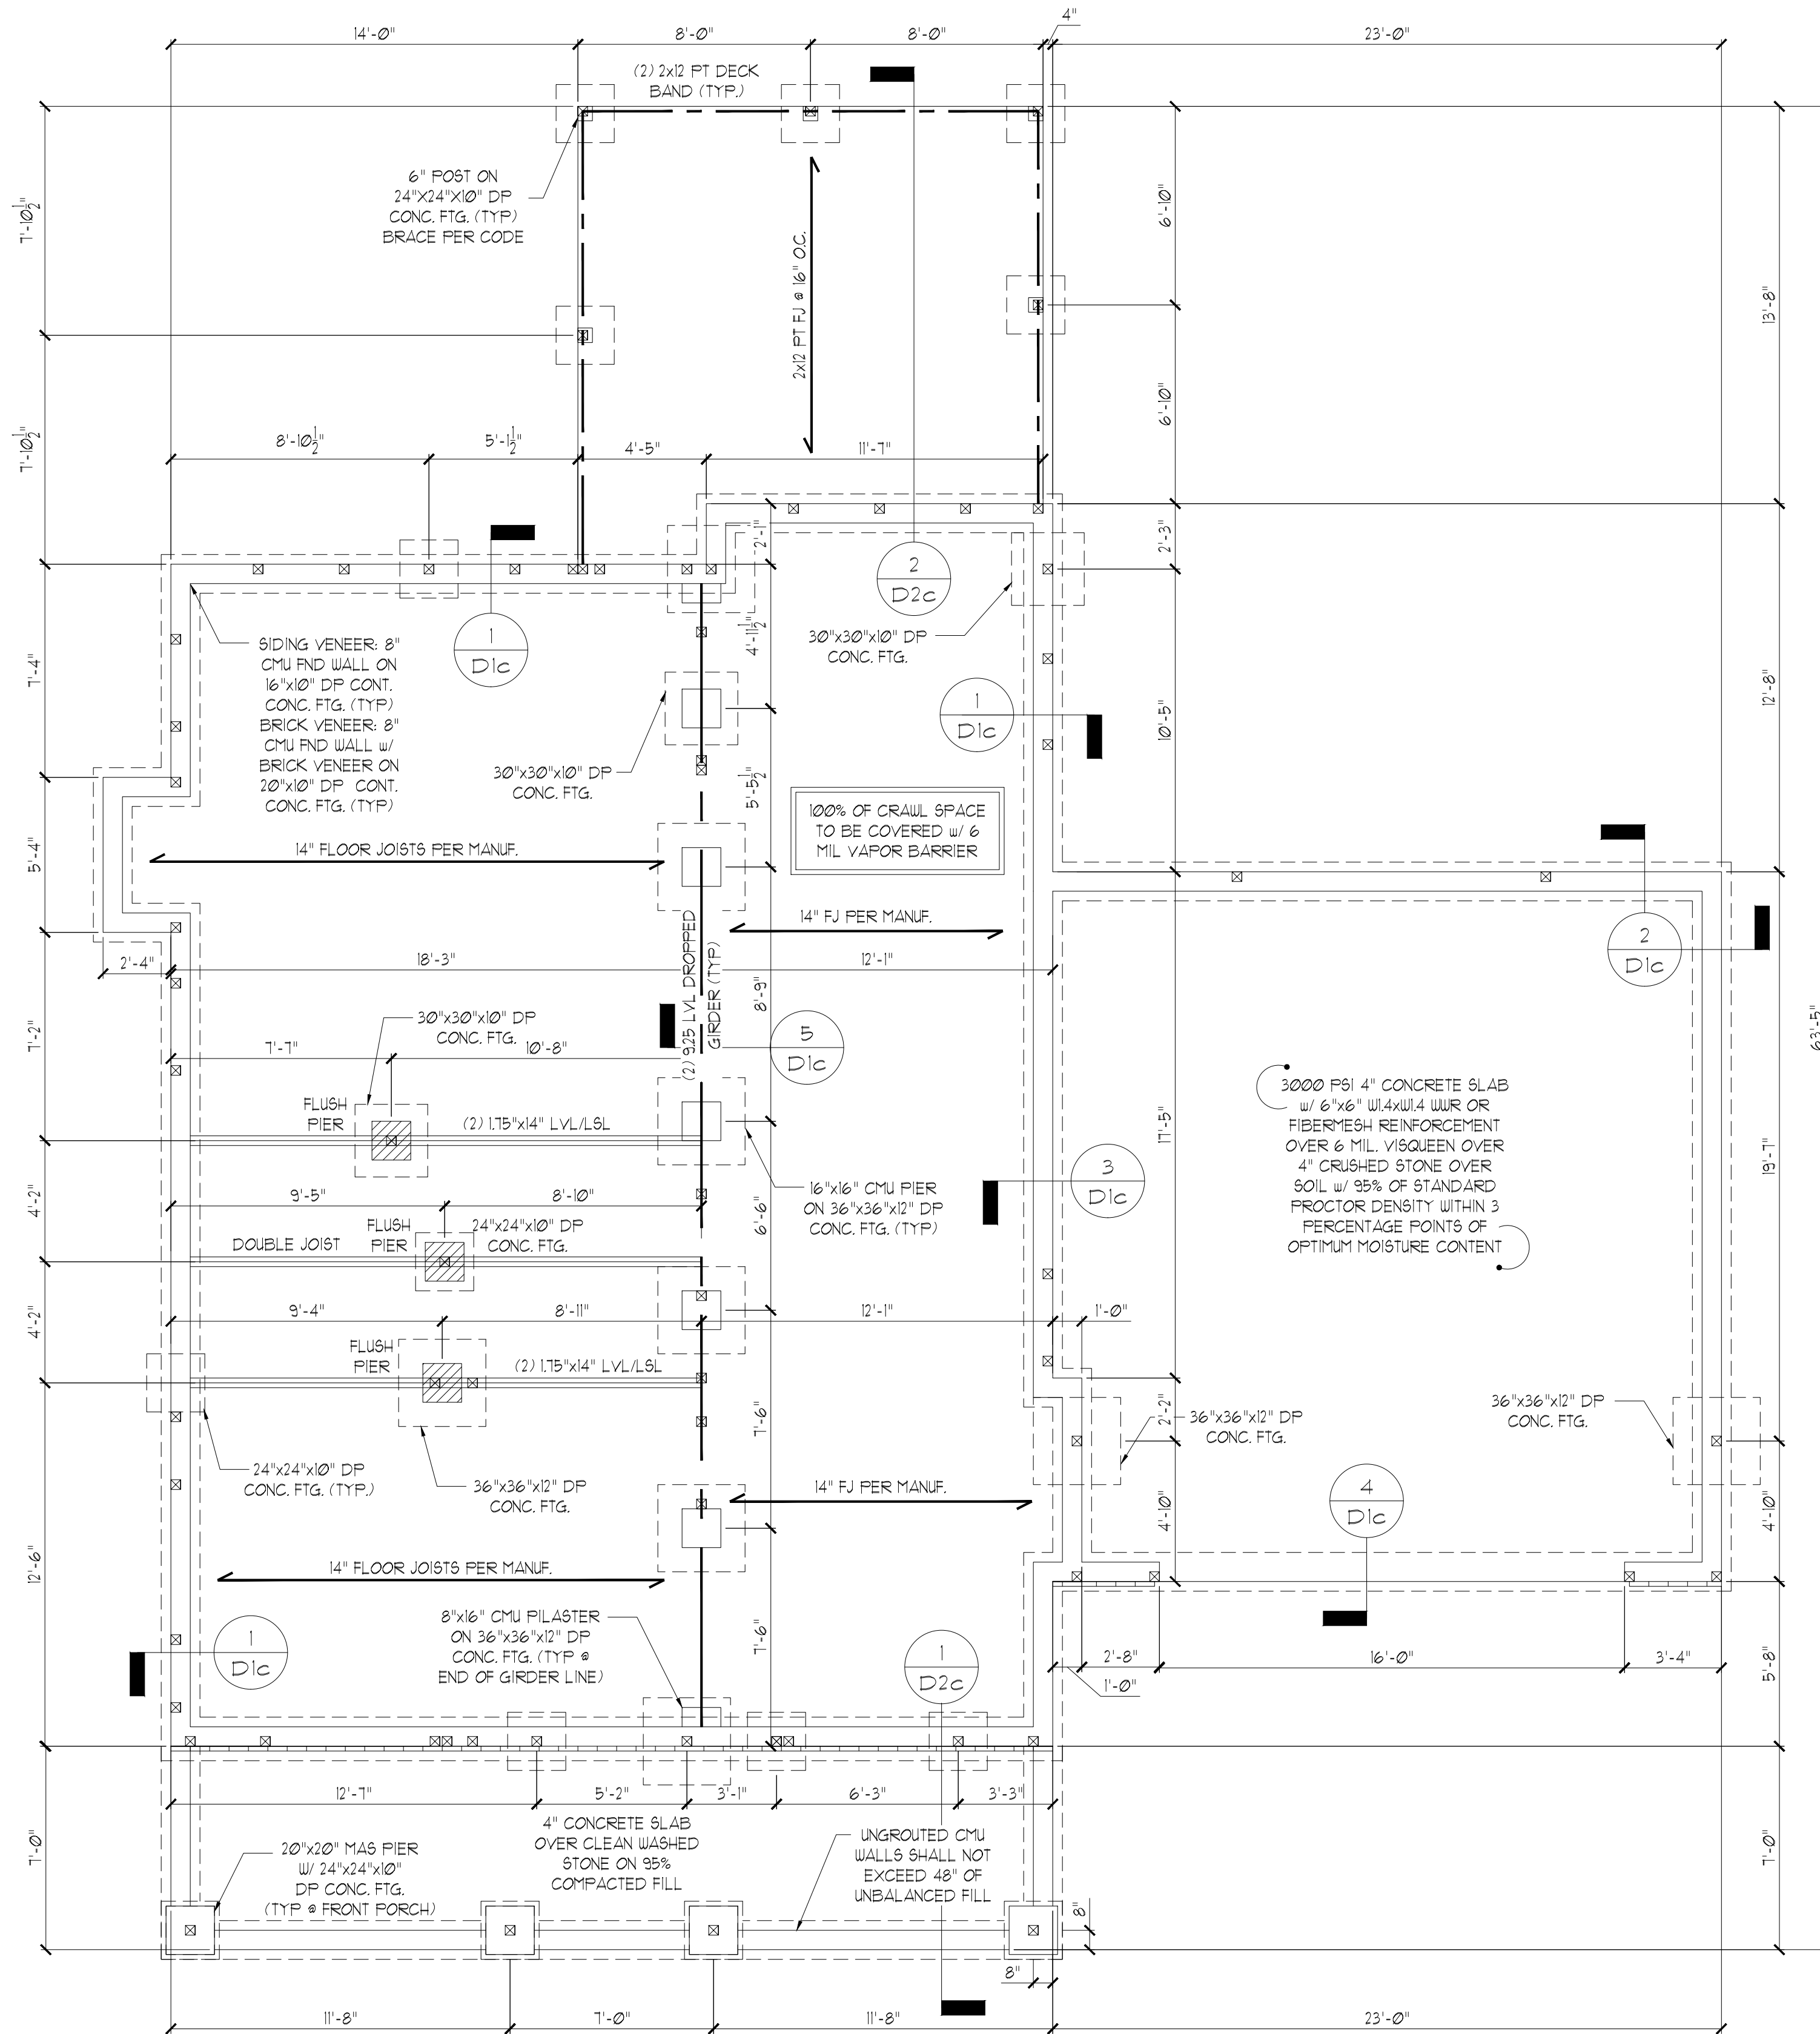 4"
14'-0"
8'-0"
8'-0"
23'-0"
(2) 2x12 PT DECK
BAND (TYP.)
6" POST ON
24"X24"X10" DP
CONC. FTG. (TYP)
BRACE PER CODE
7'-10 1/2"
6'-10"
13'-8"
2x12 PT FJ @ 16" O.C.
7'-10 1/2"
6'-10"
8'-10 1/2"
5'-1 1/2"
4'-5"
11'-7"
2'-1"
2'-3"
2
D2c
1
D1c
30"x30"x10" DP
CONC. FTG.
4'-11 1/2"
SIDING VENEER: 8"
CMU FND WALL ON
16"x10" DP CONT.
CONC. FTG. (TYP)
BRICK VENEER: 8"
CMU FND WALL w/
BRICK VENEER ON
20"x10" DP CONT.
CONC. FTG. (TYP)
7'-4"
1
D1c
10'-5"
12'-8"
30"x30"x10" DP
CONC. FTG.
5'-5 1/2"
100% OF CRAWL SPACE
TO BE COVERED w/ 6
MIL VAPOR BARRIER
5'-4"
14" FLOOR JOISTS PER MANUF.
14" FJ PER MANUF.
2
D1c
2'-4"
18'-3"
12'-1"
(2) 9.25 LVL DROPPED
GIRDER (TYP)
8'-9"
63'-5"
7'-2"
30"x30"x10" DP
CONC. FTG.
5
D1c
7'-7"
10'-8"
FLUSH
PIER
(2) 1.75"x14" LVL/LSL
3000 PSI 4" CONCRETE SLAB
w/ 6"x6" W1.4xW1.4 WWR OR
FIBERMESH REINFORCEMENT
OVER 6 MIL. VISQUEEN OVER
4" CRUSHED STONE OVER
SOIL w/ 95% OF STANDARD
PROCTOR DENSITY WITHIN 3
PERCENTAGE POINTS OF
OPTIMUM MOISTURE CONTENT
17'-5"
19'-7"
3
D1c
4'-2"
9'-5"
8'-10"
16"x16" CMU PIER
ON 36"x36"x12" DP
CONC. FTG. (TYP)
6'-6"
FLUSH
PIER
24"x24"x10" DP
CONC. FTG.
DOUBLE JOIST
4'-2"
9'-4"
8'-11"
12'-1"
1'-0"
FLUSH
PIER
(2) 1.75"x14" LVL/LSL
7'-6"
2'-2"
36"x36"x12" DP
CONC. FTG.
36"x36"x12" DP
CONC. FTG.
24"x24"x10" DP
CONC. FTG. (TYP.)
36"x36"x12" DP
CONC. FTG.
14" FJ PER MANUF.
4
D1c
4'-10"
4'-10"
12'-6"
14" FLOOR JOISTS PER MANUF.
8"x16" CMU PILASTER
ON 36"x36"x12" DP
CONC. FTG. (TYP @
END OF GIRDER LINE)
7'-6"
1
D1c
1
D2c
2'-8"
16'-0"
3'-4"
1'-0"
5'-8"
12'-7"
5'-2"
3'-1"
6'-3"
3'-3"
7'-0"
20"x20" MAS PIER
W/ 24"x24"x10"
DP CONC. FTG.
(TYP @ FRONT PORCH)
4" CONCRETE SLAB
OVER CLEAN WASHED
STONE ON 95%
COMPACTED FILL
UNGROUTED CMU
WALLS SHALL NOT
EXCEED 48" OF
UNBALANCED FILL
7'-0"
8"
8"
11'-8"
7'-0"
11'-8"
23'-0"